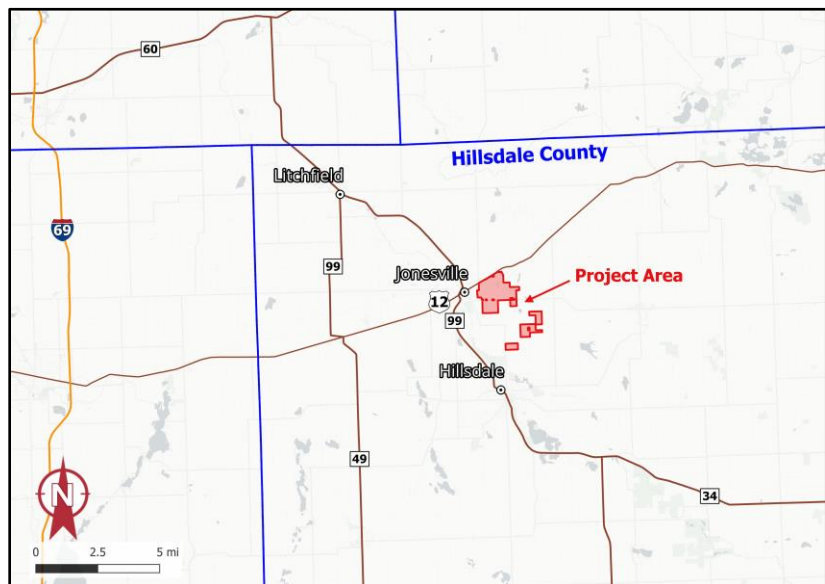 60
Hillsdale County
Litchfield
69
99
Jonesville
Project Area
12
99
Hillsdale
49
34
N
0 2.5 5 mi